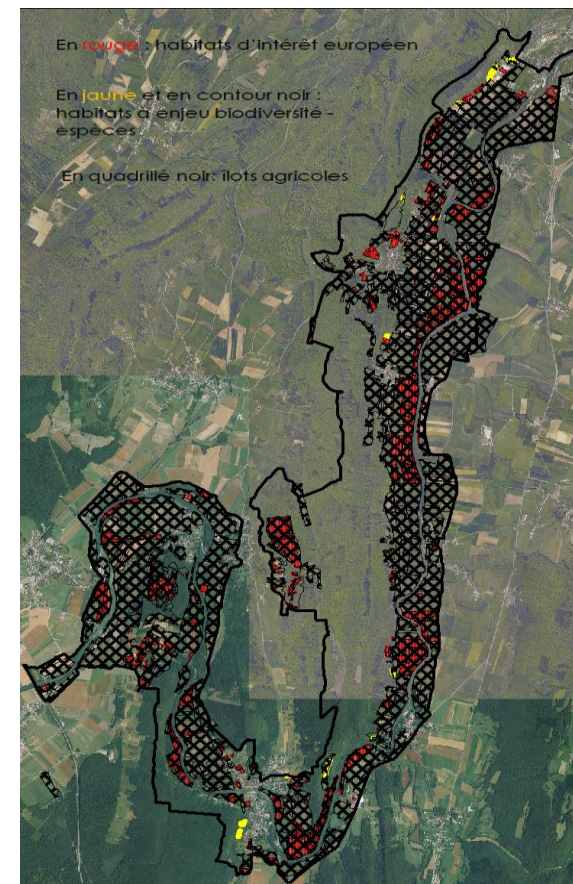 En rouge : habitats d'intérêt européen
En jaune et en contour noir :
habitats à enjeu biodiversité -
espèces
En quadrillé noir: îlots agricoles